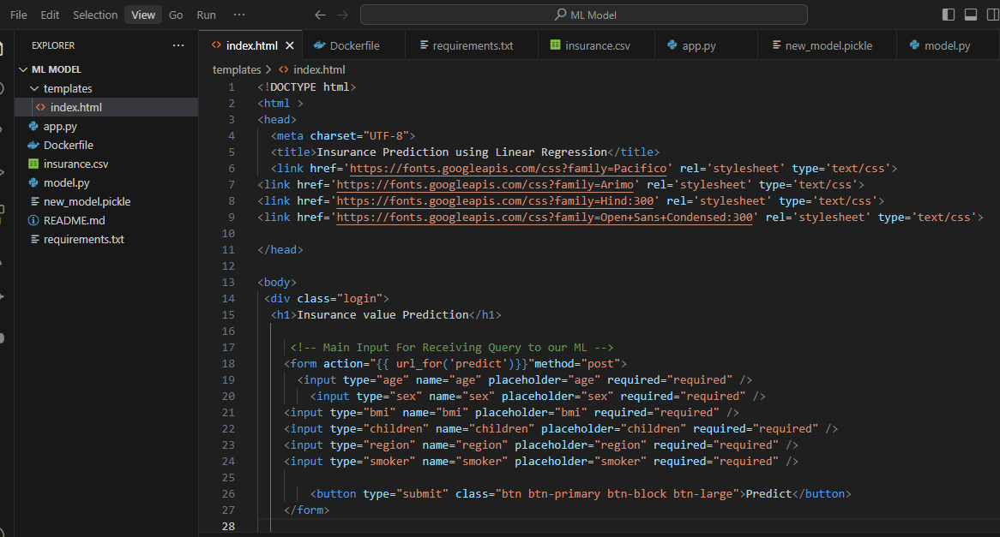 File Edit Selection View Go Run ··· ML Model
EXPLORER ···
ML MODEL
templates
index.html
app.py
Dockerfile
insurance.csv
model.py
new_model.pickle
README.md
requirements.txt
index.html Dockerfile requirements.txt insurance.csv app.py new_model.pickle model.py
templates > index.html
1 <!DOCTYPE html>
2 <html >
3 <head>
4 <meta charset="UTF-8">
5 <title>Insurance Prediction using Linear Regression</title>
6 <link href='https://fonts.googleapis.com/css?family=Pacifico' rel='stylesheet' type='text/css'>
7 <link href='https://fonts.googleapis.com/css?family=Arimo' rel='stylesheet' type='text/css'>
8 <link href='https://fonts.googleapis.com/css?family=Hind:300' rel='stylesheet' type='text/css'>
9 <link href='https://fonts.googleapis.com/css?family=Open+Sans+Condensed:300' rel='stylesheet' type='text/css'>
10
11 </head>
12
13 <body>
14 <div class="login">
15 <h1>Insurance value Prediction</h1>
16
17 <!-- Main Input For Receiving Query to our ML -->
18 <form action="{{ url_for('predict')}}"method="post">
19 <input type="age" name="age" placeholder="age" required="required" />
20 <input type="sex" name="sex" placeholder="sex" required="required" />
21 <input type="bmi" name="bmi" placeholder="bmi" required="required" />
22 <input type="children" name="children" placeholder="children" required="required" />
23 <input type="region" name="region" placeholder="region" required="required" />
24 <input type="smoker" name="smoker" placeholder="smoker" required="required" />
25
26 <button type="submit" class="btn btn-primary btn-block btn-large">Predict</button>
27 </form>
28